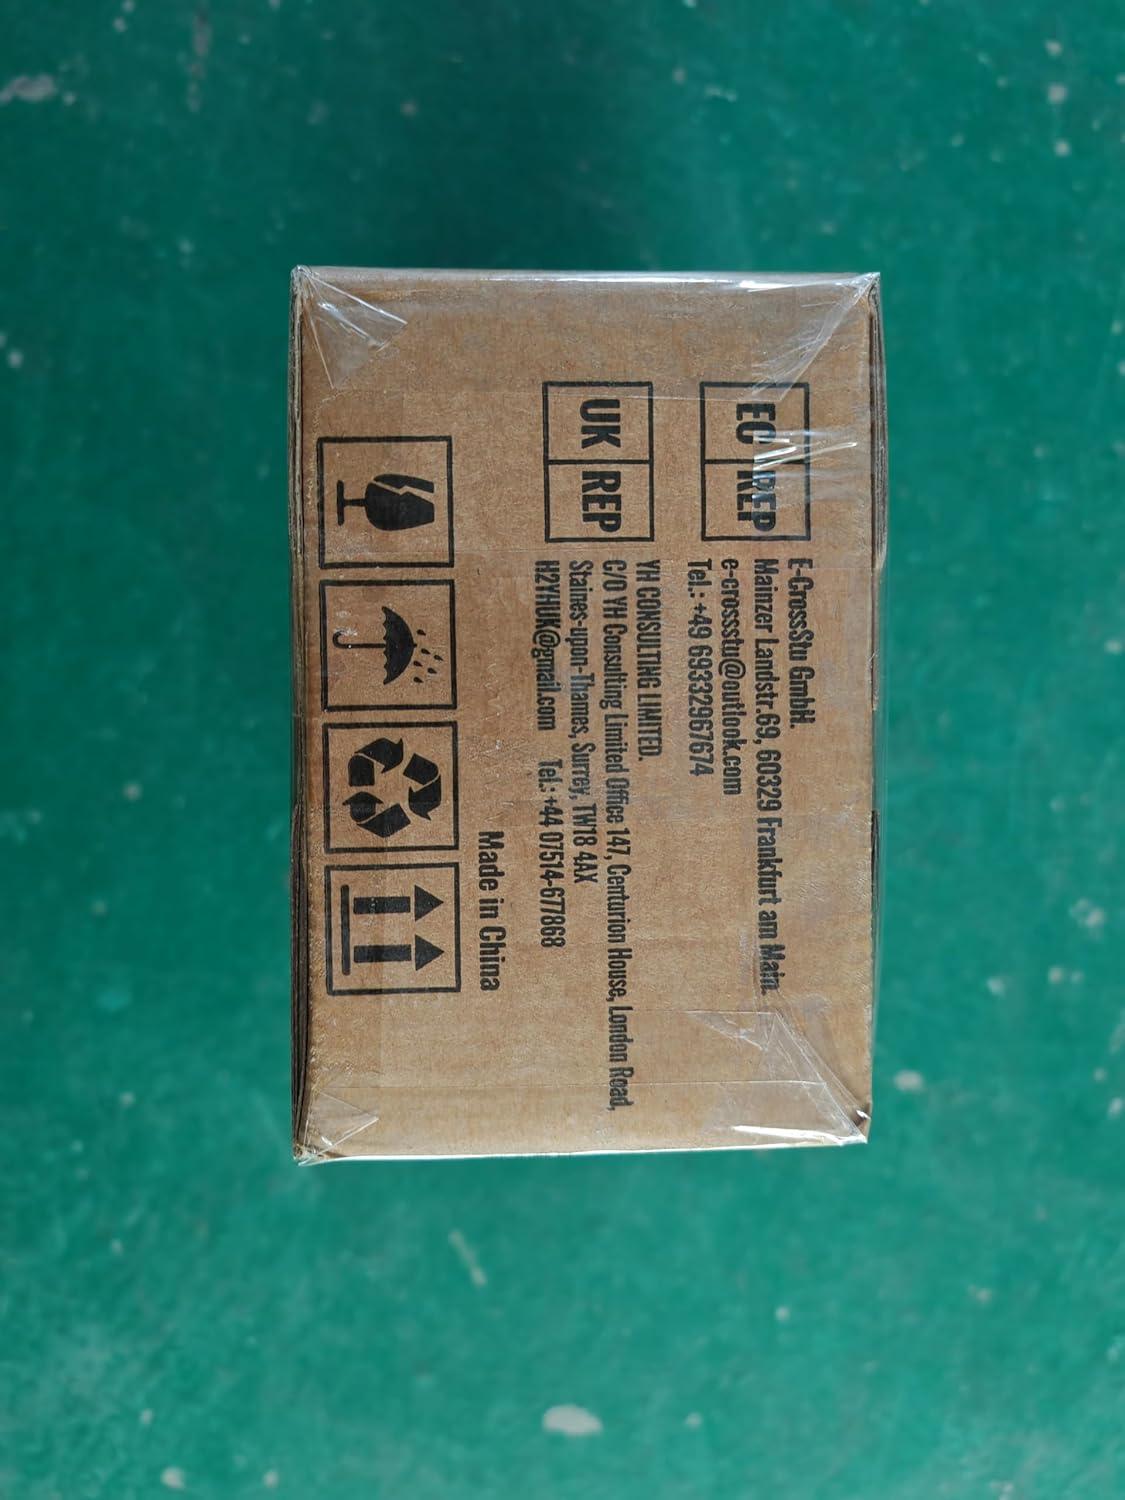 EC REP
E-CrossStu GmbH.
Mainzer Landstr.69, 60329 Frankfurt am Main.
e-crossstu@outlook.com
Tel.: +49 69332967674
UK REP
YH CONSULTING LIMITED.
C/O YH Consulting Limited Office 147, Centurion House, London Road,
Staines-upon-Thames, Surrey, TW18 4AX
H2YHUK@gmail.com Tel.: +44 07514-677868
Made in China